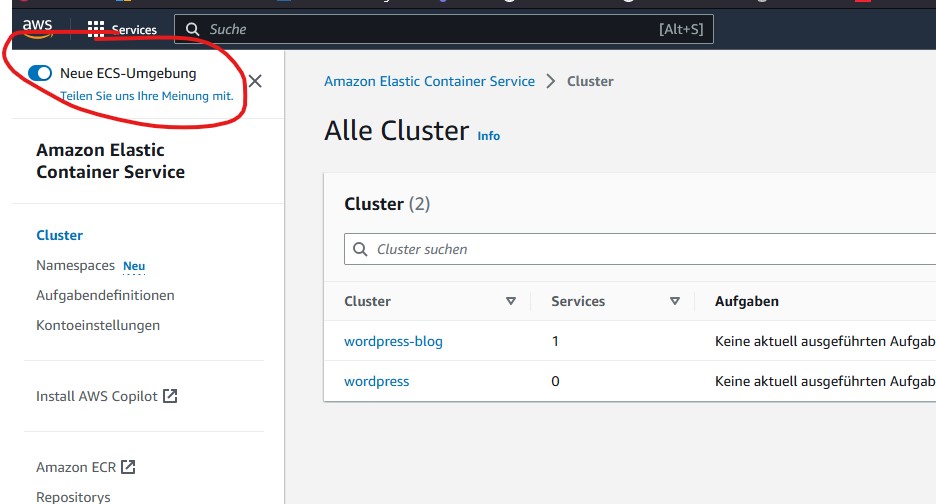 aws
Services
Suche
[Alt+S]
Neue ECS-Umgebung
Teilen Sie uns Ihre Meinung mit.
Amazon Elastic
Container Service
Cluster
Namespaces Neu
Aufgabendefinitionen
Kontoeinstellungen
Install AWS Copilot
Amazon ECR
Repositorys
Amazon Elastic Container Service > Cluster
Alle Cluster Info
Cluster (2)
Cluster suchen
Cluster Services Aufgaben
wordpress-blog 1 Keine aktuell ausgeführten Aufgab
wordpress 0 Keine aktuell ausgeführten Aufgab